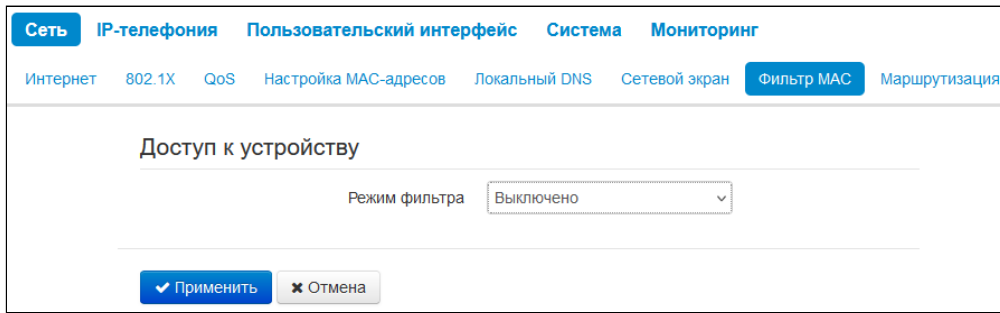 Сеть IP-телефония Пользовательский интерфейс Система Мониторинг
Интернет 802.1X QoS Настройка MAC-адресов Локальный DNS Сетевой экран Фильтр MAC Маршрутизация
Доступ к устройству
Режим фильтра Выключено
Применить Отмена